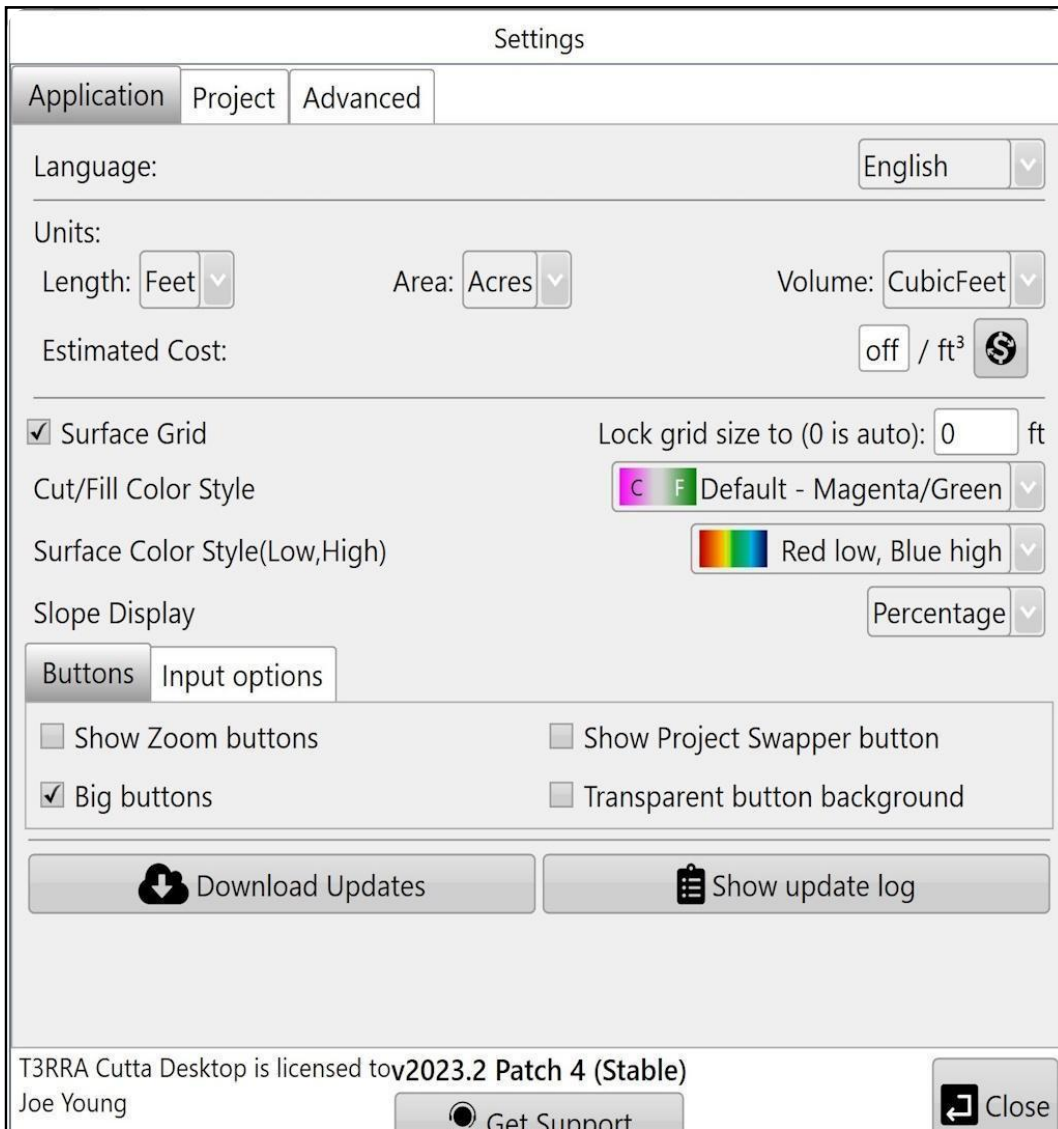 Settings
Application Project Advanced
Language: English
Units:
Length: Feet Area: Acres Volume: CubicFeet
Estimated Cost: off / ft³
Surface Grid Lock grid size to (0 is auto): 0 ft
Cut/Fill Color Style C F Default - Magenta/Green
Surface Color Style(Low,High) Red low, Blue high
Slope Display Percentage
Buttons Input options
Show Zoom buttons Show Project Swapper button
Big buttons Transparent button background
Download Updates Show update log
T3RRA Cutta Desktop is licensed to v2023.2 Patch 4 (Stable)
Joe Young Get Support Close